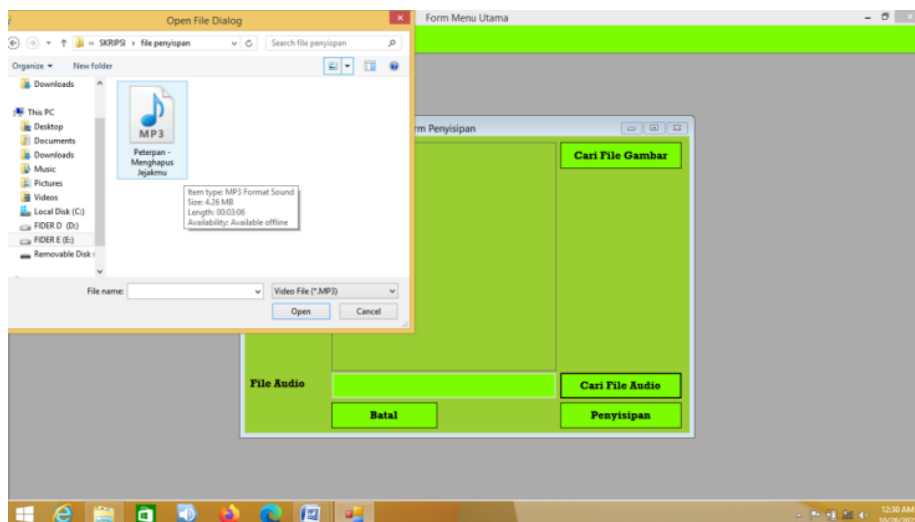 Open File Dialog
Form Menu Utama
« SKRIPSI › file penyispan
Search file penyispan
Organize
New folder
Downloads
This PC
Desktop
Documents
Downloads
Music
Pictures
Videos
Local Disk (C:)
FIDER D (D:)
FIDER E (E:)
Removable Disk
MP3
Peterpan -
Menghapus
Jejakmu
Item type: MP3 Format Sound
Size: 4,26 MB
Length: 00:03:06
Availability: Available offline
File name:
Video File (*.MP3)
Open
Cancel
rm Penyisipan
Cari File Gambar
File Audio
Cari File Audio
Batal
Penyisipan
12:30 AM